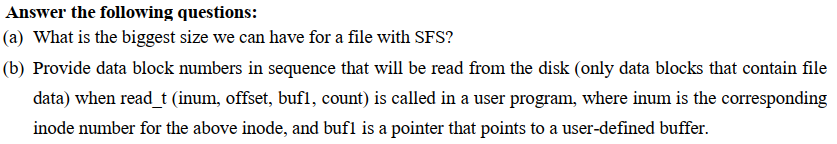 Answer the following questions:
(a) What is the biggest size we can have for a file with SFS?
(b) Provide data block numbers in sequence that will be read from the disk (only data blocks that contain file
data) when read_t (inum, offset, buf1, count) is called in a user program, where inum is the corresponding
inode number for the above inode, and buf1 is a pointer that points to a user-defined buffer.